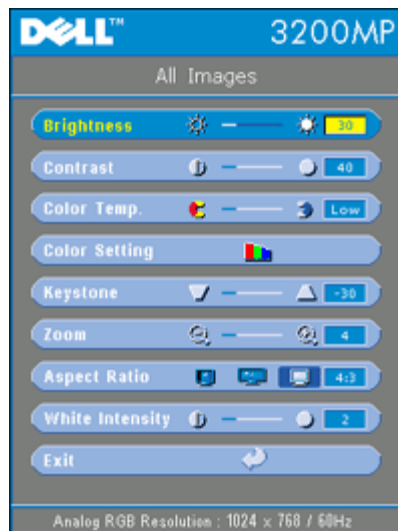 DELL™ 3200MP
All Images
Brightness 30
Contrast 40
Color Temp. Low
Color Setting
Keystone -30
Zoom 4
Aspect Ratio 4:3
White Intensity 2
Exit
Analog RGB Resolution : 1024 x 768 / 60Hz